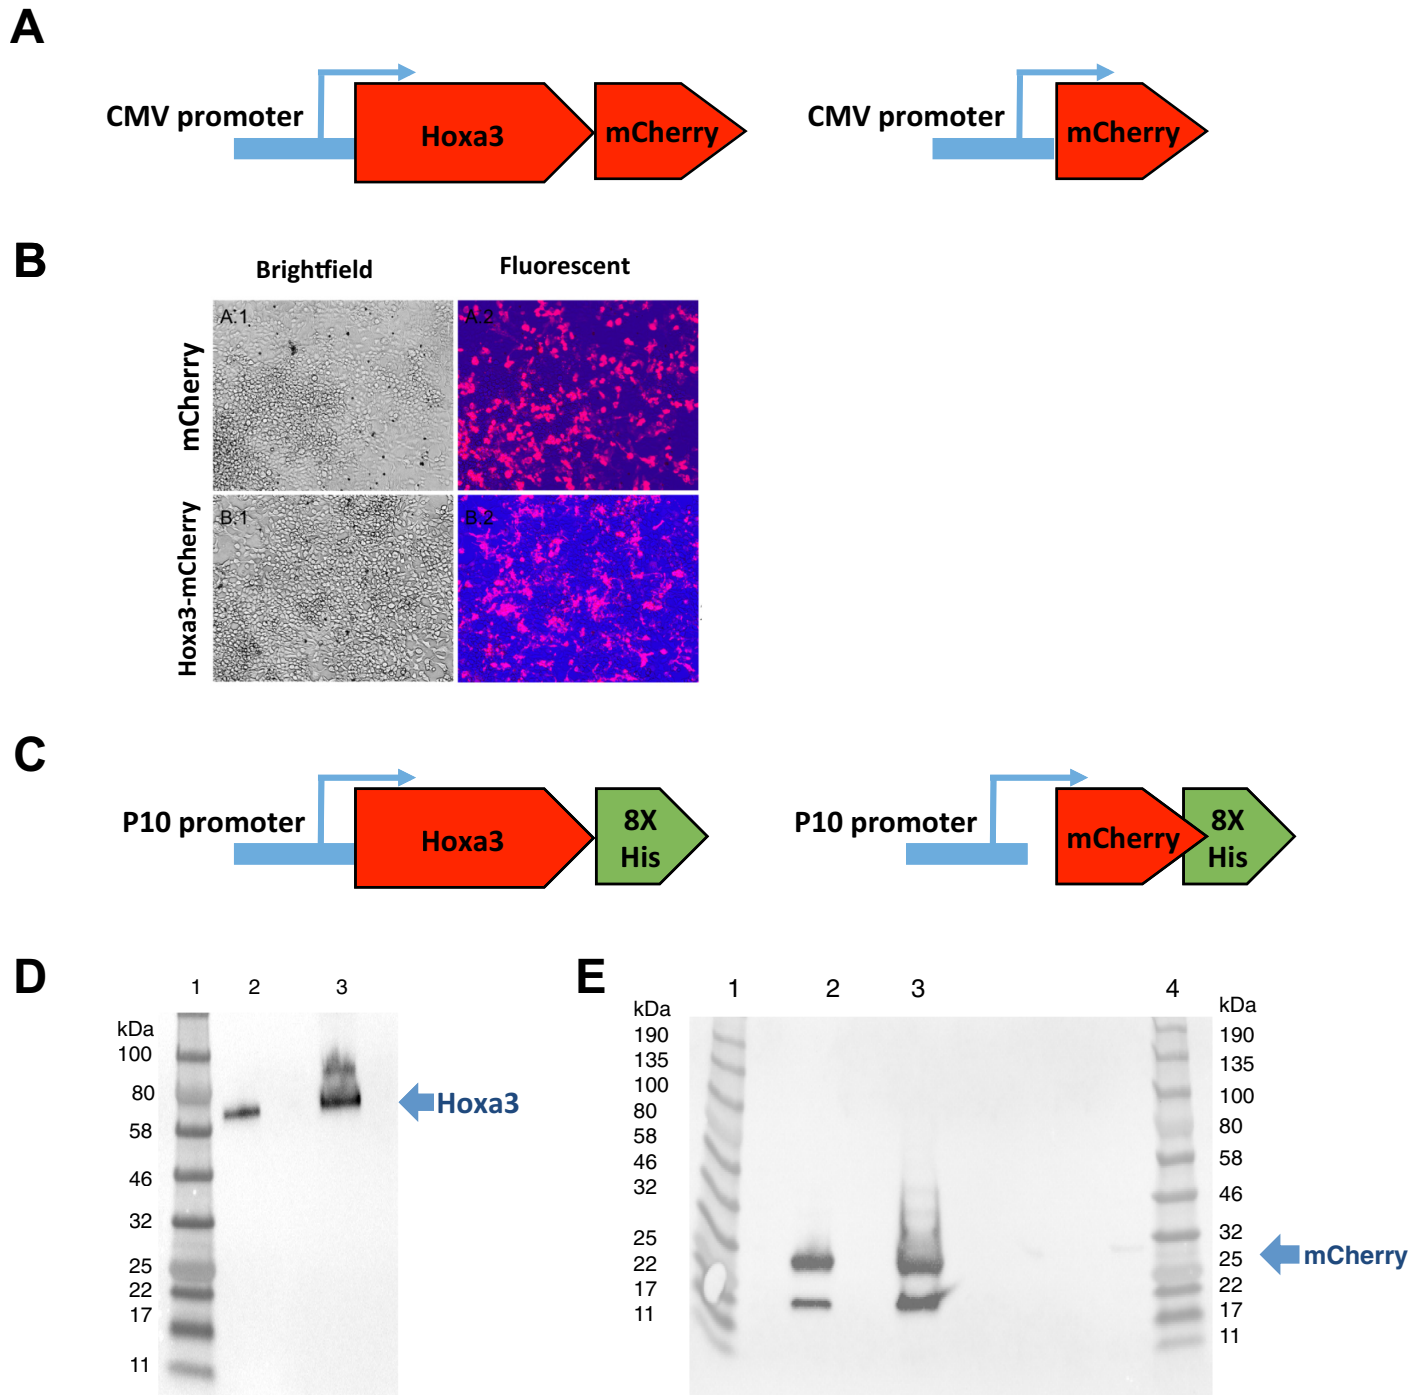 A
CMV promoter
Hoxa3
mCherry
CMV promoter
mCherry
B
Brightfield
Fluorescent
mCherry
A.1
A.2
Hoxa3-mCherry
B.1
B.2
C
P10 promoter
Hoxa3
8X
His
P10 promoter
mCherry
8X
His
D
1
2
3
kDa
100
80
58
46
32
25
22
17
11
Hoxa3
E
1
2
3
4
kDa
190
135
100
80
58
46
32
25
22
17
11
kDa
190
135
100
80
58
46
32
25
22
17
11
mCherry